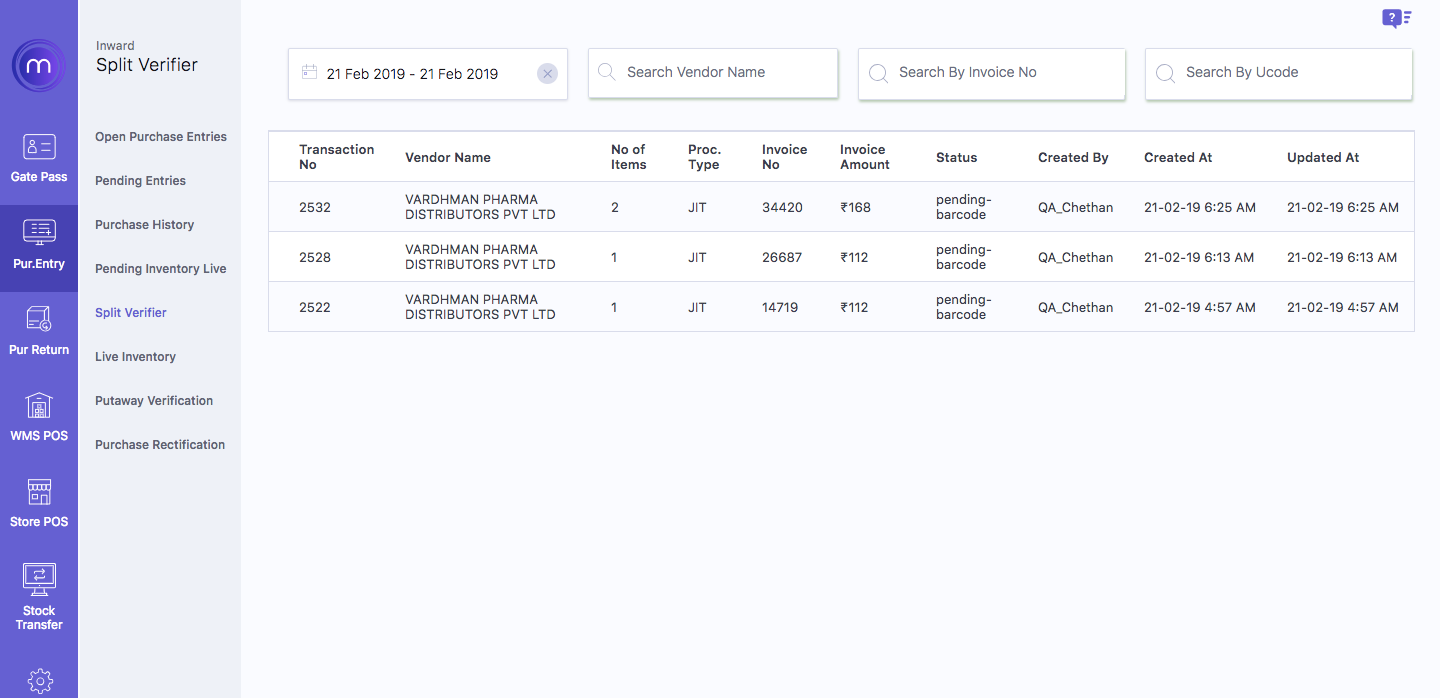 m
Gate Pass
Pur.Entry
Pur Return
WMS POS
Store POS
Stock
Transfer
Inward
Split Verifier
Open Purchase Entries
Pending Entries
Purchase History
Pending Inventory Live
Split Verifier
Live Inventory
Putaway Verification
Purchase Rectification
?
21 Feb 2019 - 21 Feb 2019
Search Vendor Name
Search By Invoice No
Search By Ucode
Transaction No Vendor Name No of Items Proc. Type Invoice No Invoice Amount Status Created By Created At Updated At
2532 VARDHMAN PHARMA DISTRIBUTORS PVT LTD 2 JIT 34420 ₹168 pending-barcode QA_Chethan 21-02-19 6:25 AM 21-02-19 6:25 AM
2528 VARDHMAN PHARMA DISTRIBUTORS PVT LTD 1 JIT 26687 ₹112 pending-barcode QA_Chethan 21-02-19 6:13 AM 21-02-19 6:13 AM
2522 VARDHMAN PHARMA DISTRIBUTORS PVT LTD 1 JIT 14719 ₹112 pending-barcode QA_Chethan 21-02-19 4:57 AM 21-02-19 4:57 AM